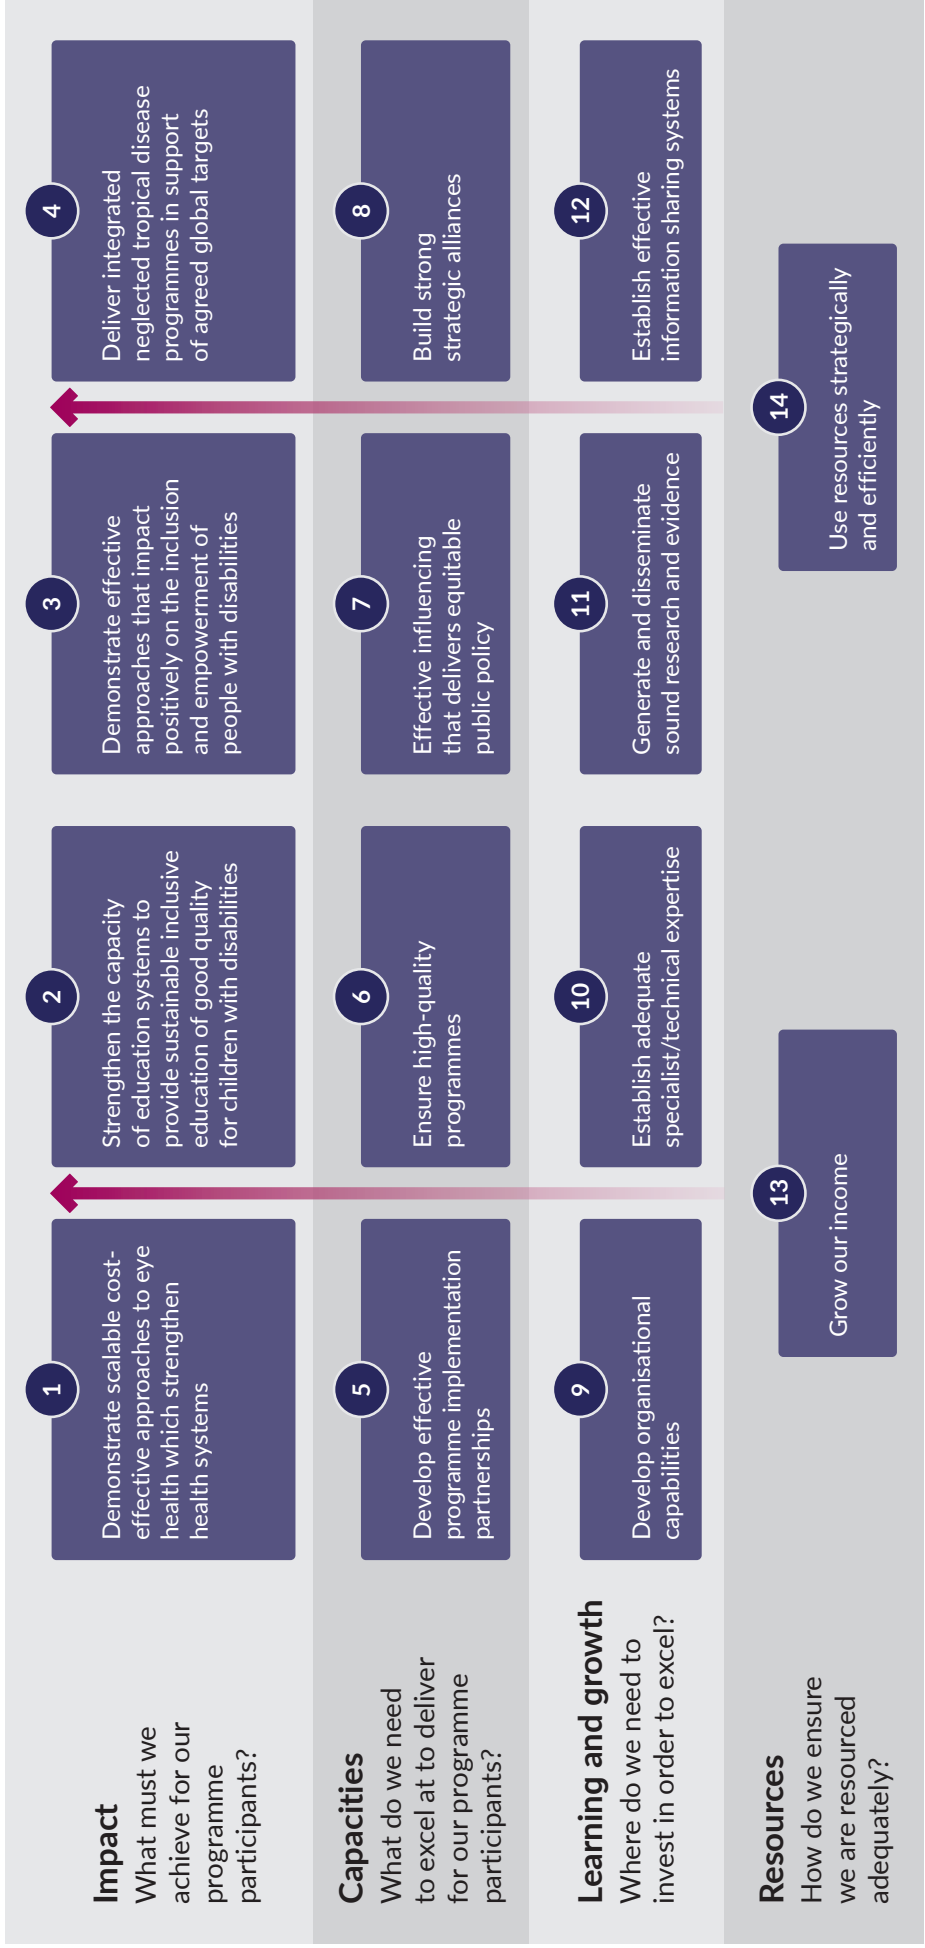 Impact
What must we
achieve for our
programme
participants?
1
Demonstrate scalable cost-
effective approaches to eye
health which strengthen
health systems
2
Strengthen the capacity
of education systems to
provide sustainable inclusive
education of good quality
for children with disabilities
3
Demonstrate effective
approaches that impact
positively on the inclusion
and empowerment of
people with disabilities
4
Deliver integrated
neglected tropical disease
programmes in support
of agreed global targets
Capacities
What do we need
to excel at to deliver
for our programme
participants?
5
Develop effective
programme implementation
partnerships
6
Ensure high-quality
programmes
7
Effective influencing
that delivers equitable
public policy
8
Build strong
strategic alliances
Learning and growth
Where do we need to
invest in order to excel?
9
Develop organisational
capabilities
10
Establish adequate
specialist/technical expertise
11
Generate and disseminate
sound research and evidence
12
Establish effective
information sharing systems
Resources
How do we ensure
we are resourced
adequately?
13
Grow our income
14
Use resources strategically
and efficiently